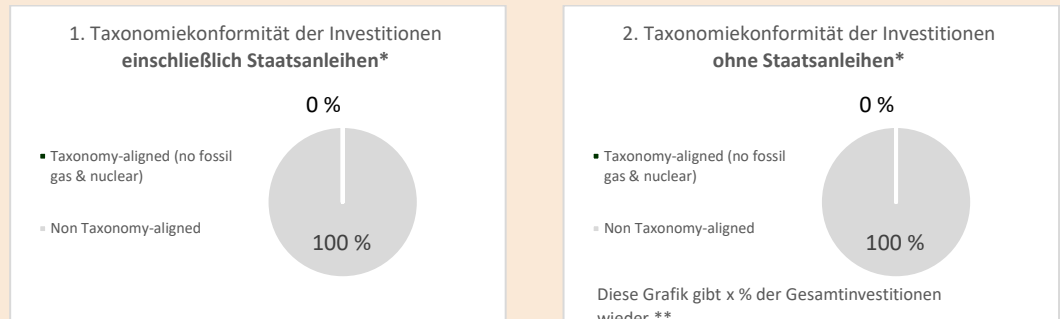 1. Taxonomiekonformität der Investitionen
einschließlich Staatsanleihen*
0 %
Taxonomy-aligned (no fossil
gas & nuclear)
Non Taxonomy-aligned
100 %
2. Taxonomiekonformität der Investitionen
ohne Staatsanleihen*
0 %
Taxonomy-aligned (no fossil
gas & nuclear)
Non Taxonomy-aligned
100 %
Diese Grafik gibt x % der Gesamtinvestitionen
wieder.**